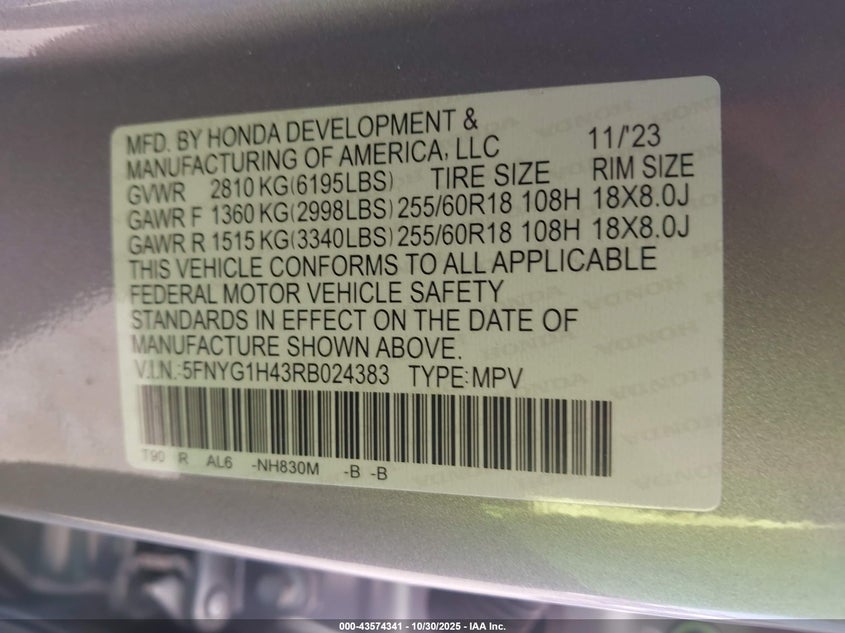 MFD. BY HONDA DEVELOPMENT &
MANUFACTURING OF AMERICA, LLC 11/'23
GVWR 2810 KG(6195LBS) TIRE SIZE RIM SIZE
GAWR F 1360 KG(2998LBS) 255/60R18 108H 18X8.0J
GAWR R 1515 KG(3340LBS) 255/60R18 108H 18X8.0J
THIS VEHICLE CONFORMS TO ALL APPLICABLE
FEDERAL MOTOR VEHICLE SAFETY
STANDARDS IN EFFECT ON THE DATE OF
MANUFACTURE SHOWN ABOVE.
V.I.N.:5FNYG1H43RB024383 TYPE:MPV
T90 R AL6 -NH830M -B -B
HONDA HONDA HONDA
000-43574341 - 10/30/2025 - IAA Inc.